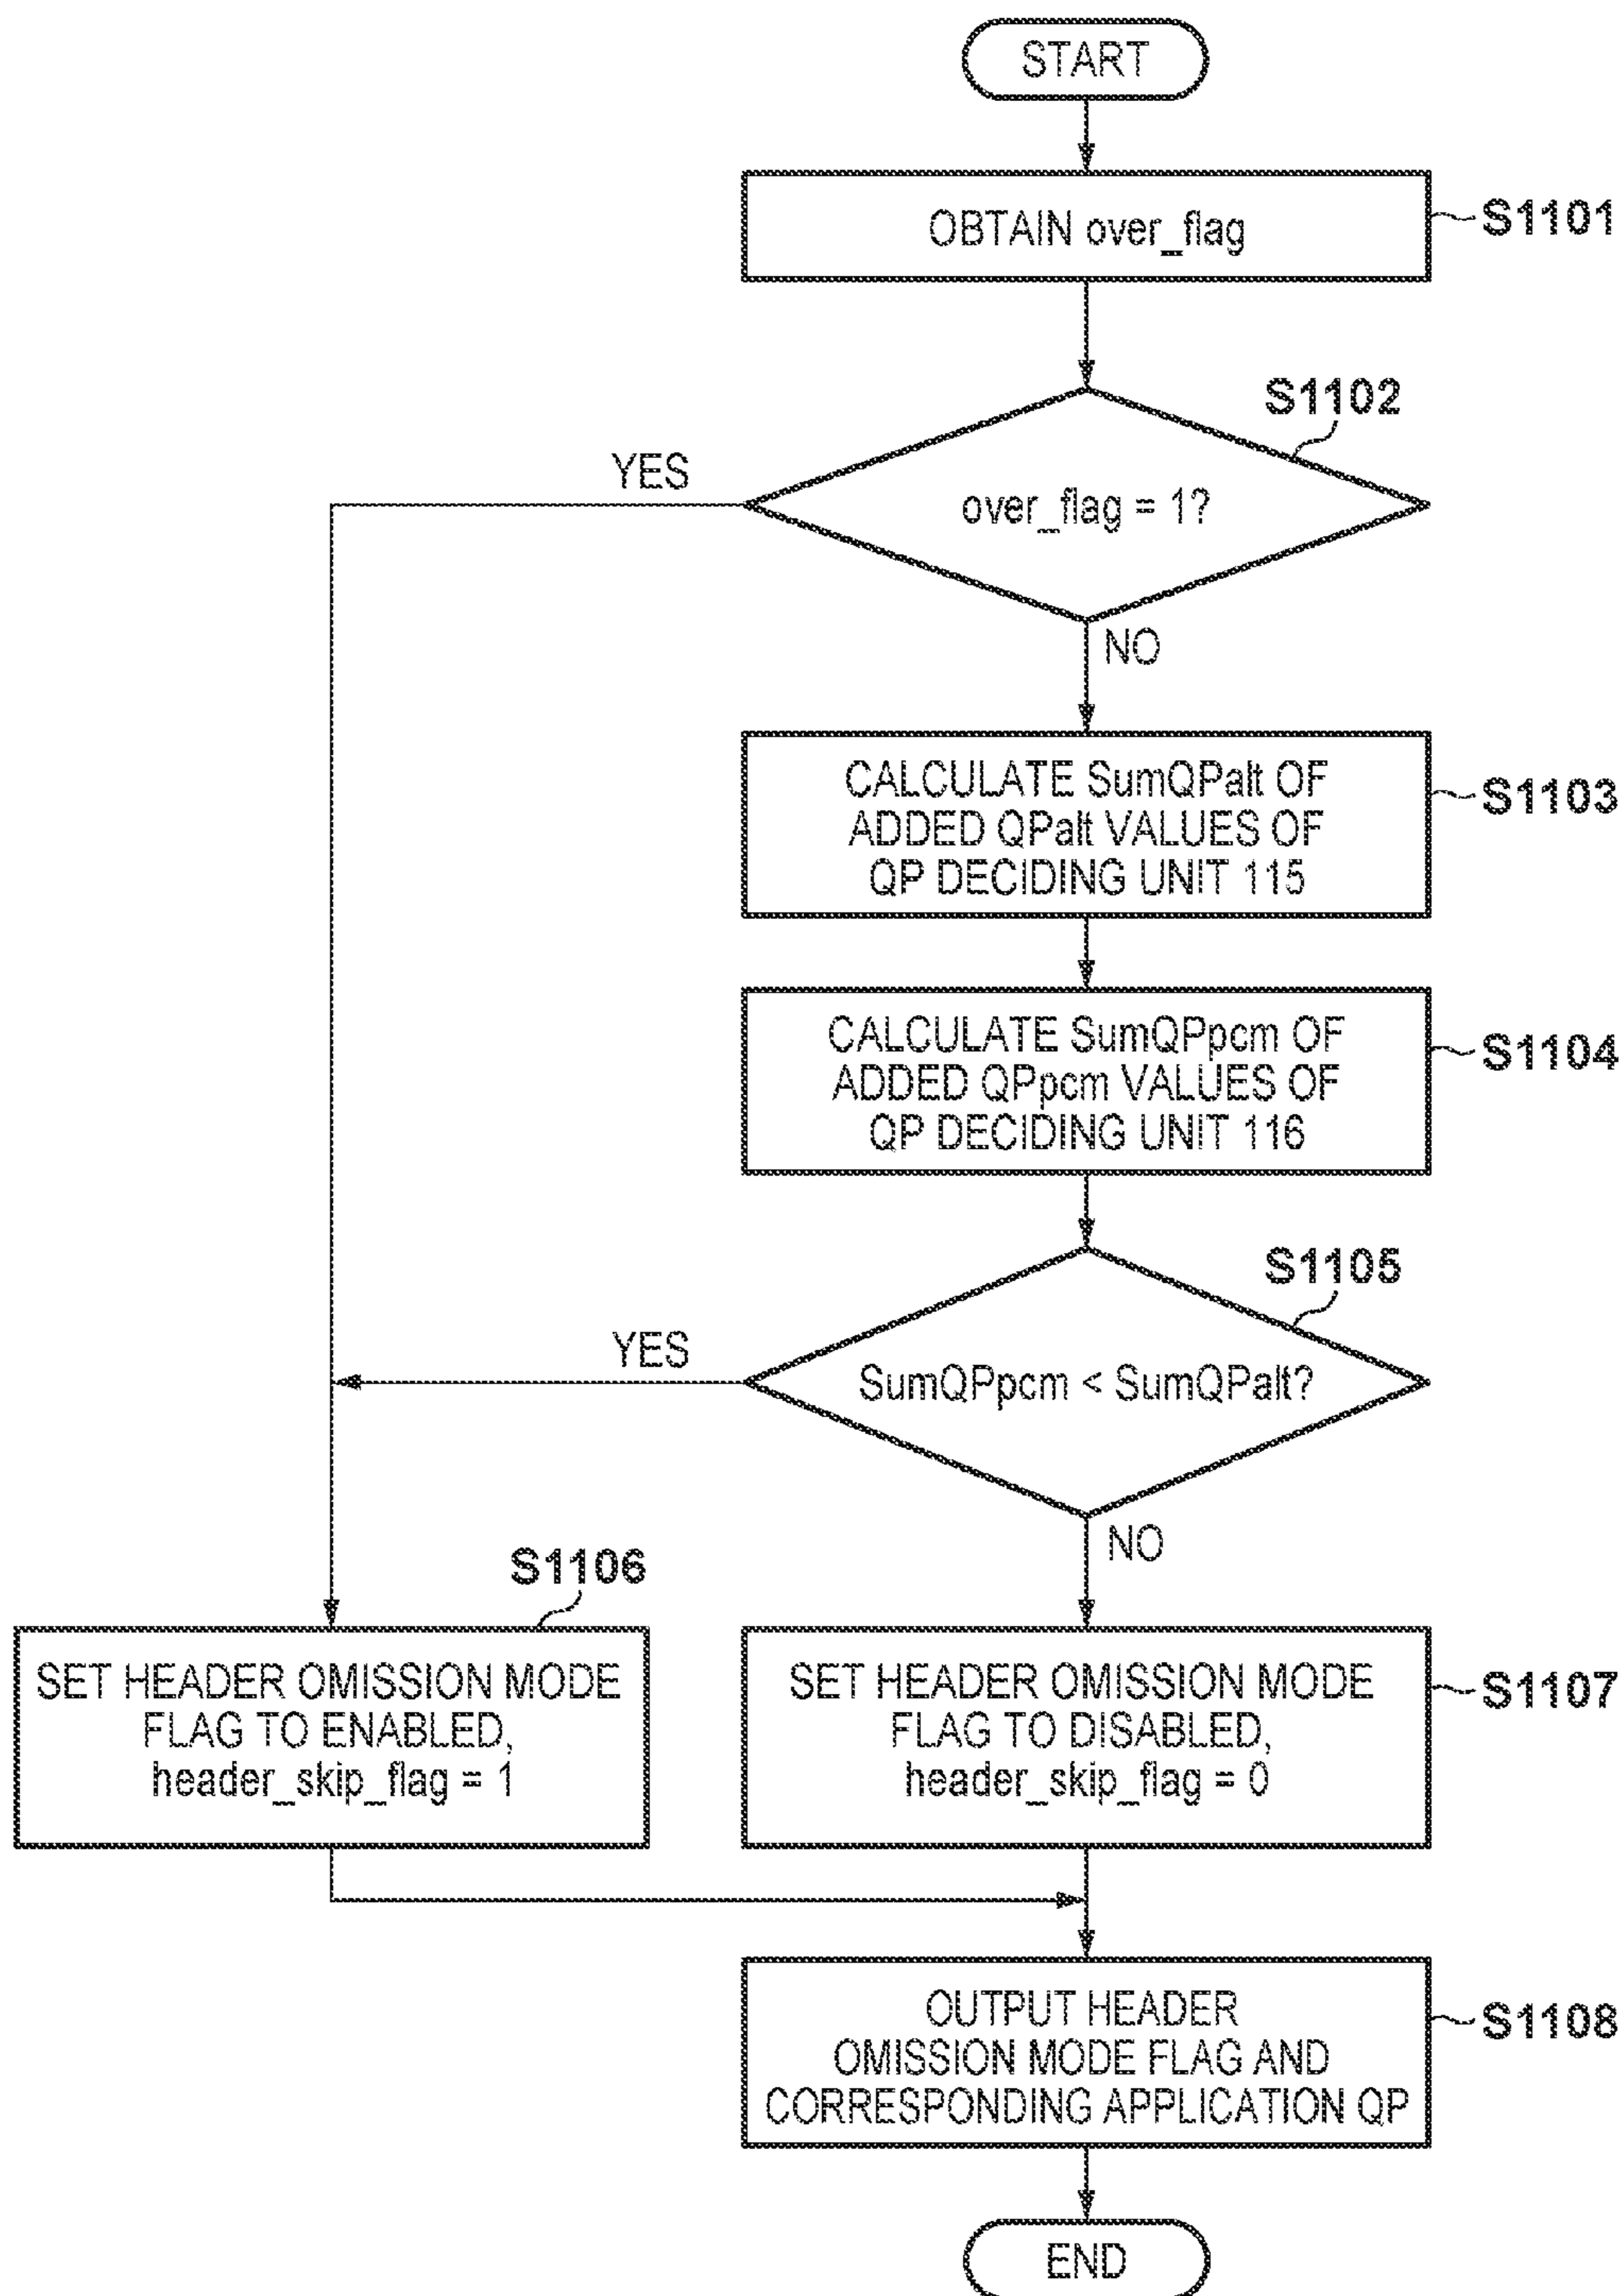 START
OBTAIN over_flag
S1101
S1102
YES
over_flag = 1?
NO
CALCULATE SumQPalt OF
ADDED QPalt VALUES OF
QP DECIDING UNIT 115
S1103
CALCULATE SumQPpcm OF
ADDED QPpcm VALUES OF
QP DECIDING UNIT 116
S1104
S1105
YES
SumQPpcm < SumQPalt?
NO
S1106
SET HEADER OMISSION MODE
FLAG TO ENABLED,
header_skip_flag = 1
SET HEADER OMISSION MODE
FLAG TO DISABLED,
header_skip_flag = 0
S1107
OUTPUT HEADER
OMISSION MODE FLAG AND
CORRESPONDING APPLICATION QP
S1108
END